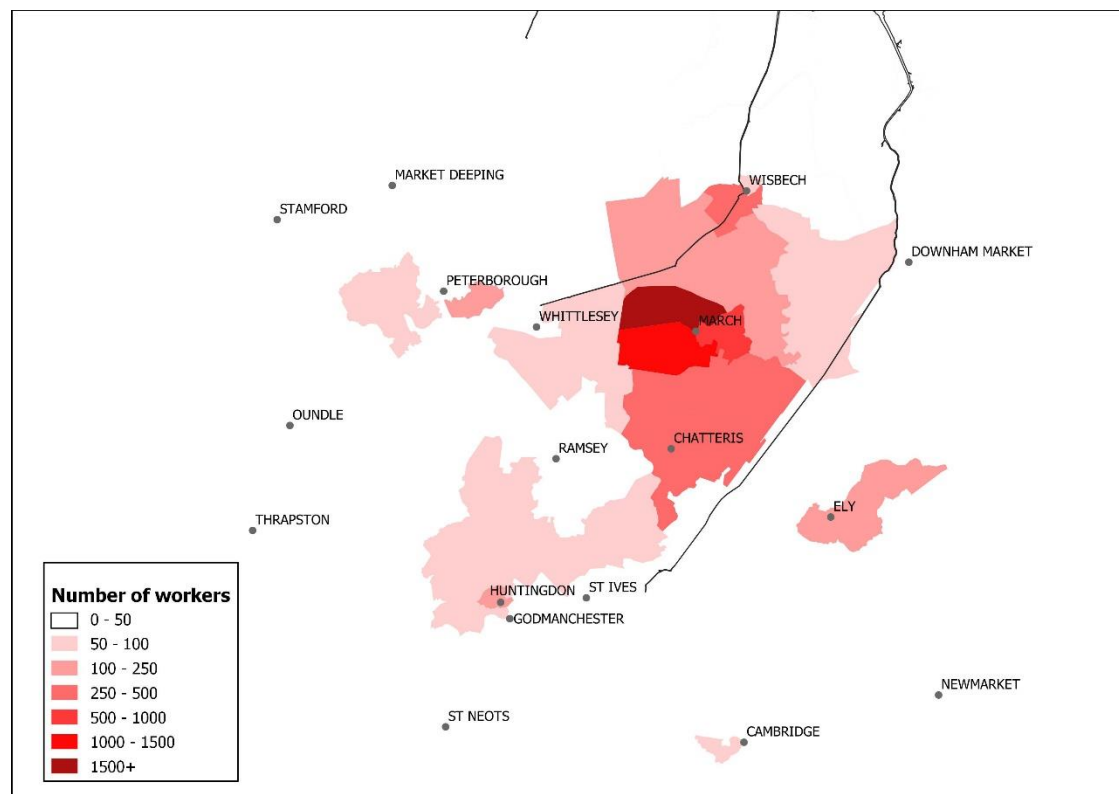 MARKET DEEPING
WISBECH
STAMFORD
DOWNHAM MARKET
PETERBOROUGH
WHITTLESEY
MARCH
OUNDLE
RAMSEY
CHATTERIS
ELY
THRAPSTON
HUNTINGDON
ST IVES
GODMANCHESTER
NEWMARKET
ST NEOTS
CAMBRIDGE
Number of workers
0 - 50
50 - 100
100 - 250
250 - 500
500 - 1000
1000 - 1500
1500+